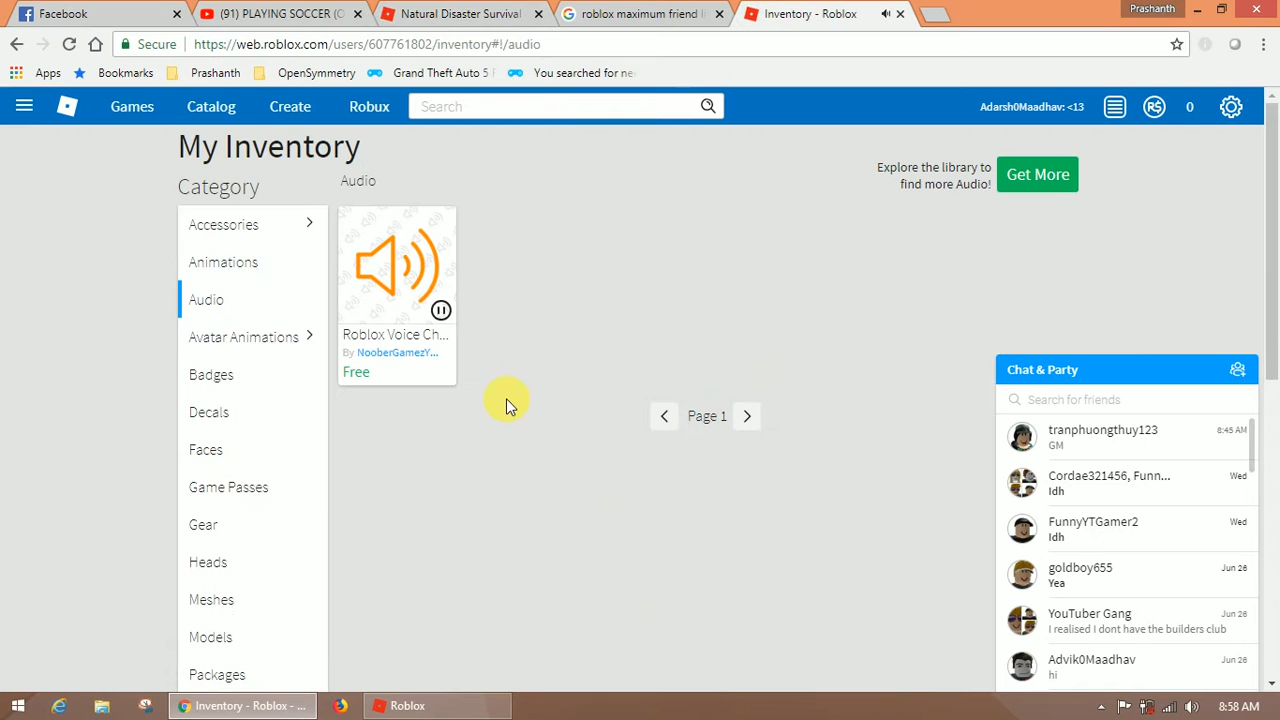 Facebook
(91) PLAYING SOCCER (O
Natural Disaster Survival
roblox maximum friend li
Inventory - Roblox
Prashanth
Secure
https://web.roblox.com/users/607761802/inventory#!/audio
Apps
Bookmarks
Prashanth
OpenSymmetry
Grand Theft Auto 5
You searched for ne
Games
Catalog
Create
Robux
Search
Adarsh0Maadhav: <13
R$
0
My Inventory
Explore the library to
find more Audio!
Get More
Category
Audio
Accessories
Animations
Audio
Avatar Animations
Badges
Decals
Faces
Game Passes
Gear
Heads
Meshes
Models
Packages
Roblox Voice Ch...
By NooberGamezY...
Free
Page 1
Chat & Party
Search for friends
tranphuongthuy123
8:45 AM
GM
Cordae321456, Funn...
Wed
Idh
FunnyYTGamer2
Wed
Idh
goldboy655
Jun 26
Yea
YouTuber Gang
Jun 26
I realised I dont have the builders club
Advik0Maadhav
Jun 26
hi
Inventory - Roblox - ...
Roblox
8:58 AM